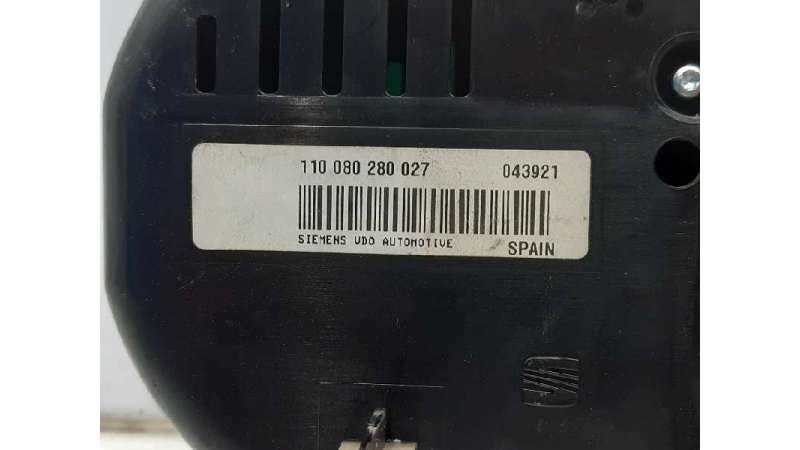 110 080 280 027 043921
SIEMENS VDO AUTOMOTIVE SPAIN